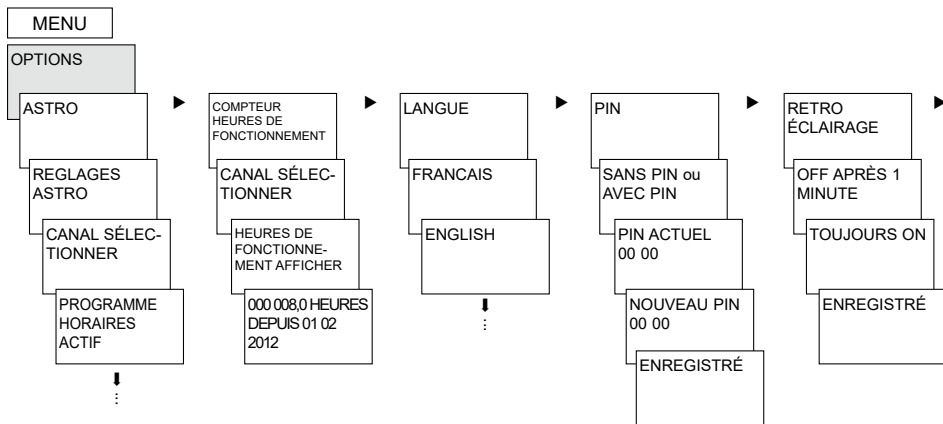 MENU
OPTIONS
ASTRO
REGLAGES
ASTRO
CANAL SÉLEC-
TIONNER
PROGRAMME
HORAIRES
ACTIF
COMPTEUR
HEURES DE
FONCTIONNEMENT
CANAL SÉLEC-
TIONNER
HEURES DE
FONCTIONNE-
MENT AFFICHER
000 008,0 HEURES
DEPUIS 01 02
2012
LANGUE
FRANCAIS
ENGLISH
PIN
SANS PIN ou
AVEC PIN
PIN ACTUEL
00 00
NOUVEAU PIN
00 00
ENREGISTRÉ
RETRO
ÉCLAIRAGE
OFF APRÈS 1
MINUTE
TOUJOURS ON
ENREGISTRÉ